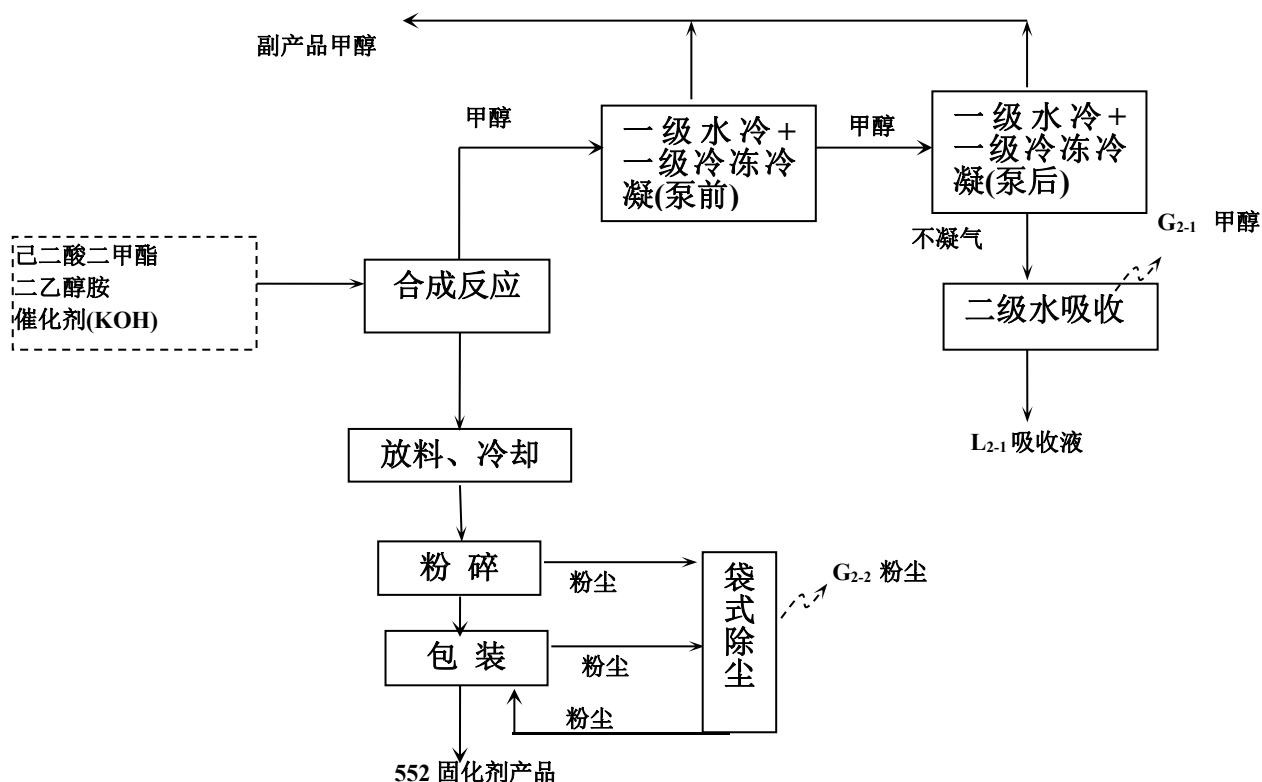 副产品甲醇
甲醇
一级水冷+
一级冷冻冷
凝(泵前)
甲醇
一级水冷+
一级冷冻冷
凝(泵后)
不凝气
G2-1 甲醇
己二酸二甲酯
二乙醇胺
催化剂(KOH)
合成反应
二级水吸收
L2-1 吸收液
放料、冷却
粉 碎
粉尘
袋式除尘
G2-2 粉尘
包 装
粉尘
粉尘
552 固化剂产品